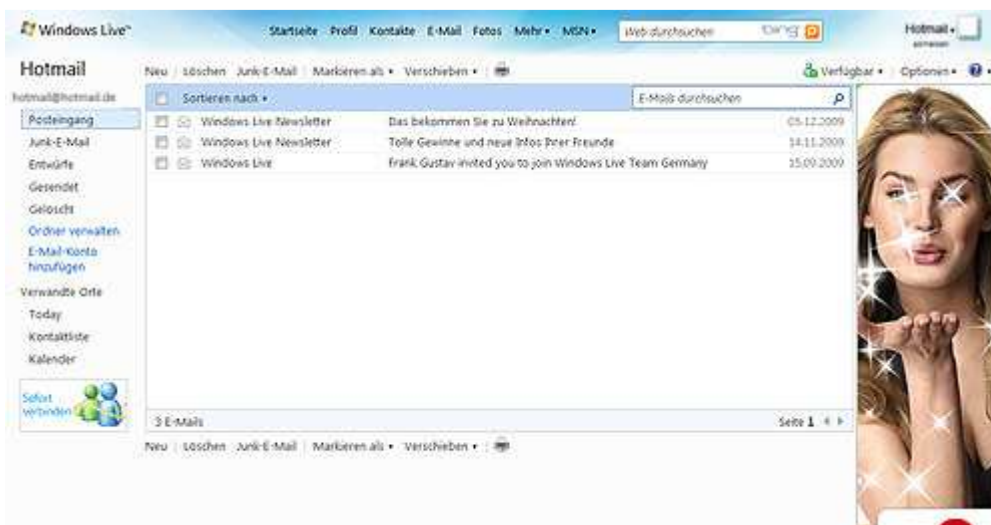 Windows Live™ Startseite Profil Kontakte E-Mail Fotos Mehr MSN Web durchsuchen bing Hotmail
abmelden
Hotmail Neu Löschen Junk-E-Mail Markieren als Verschieben Verfügbar Optionen
hotmail@hotmail.de Sortieren nach E-Mails durchsuchen
Posteingang Windows Live Newsletter Das bekommen Sie zu Weihnachten! 05.12.2009
Junk-E-Mail Windows Live Newsletter Tolle Gewinne und neue Infos Ihrer Freunde 14.11.2009
Entwürfe Windows Live Frank Gustav invited you to join Windows Live Team Germany 15.09.2009
Gesendet
Gelöscht
Ordner verwalten
E-Mail-Konto
hinzufügen
Verwandte Orte
Today
Kontaktliste
Kalender
Sofort
verbinden
3 E-Mails Seite 1
Neu Löschen Junk-E-Mail Markieren als Verschieben